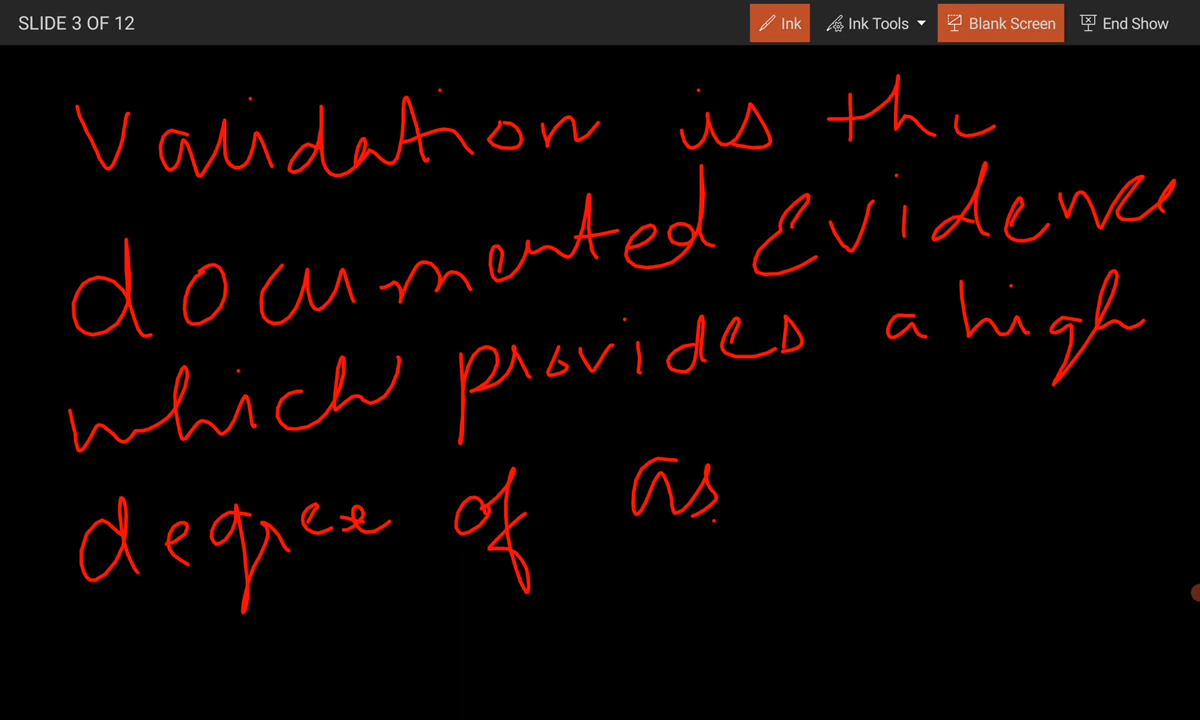 SLIDE 3 OF 12 Ink Ink Tools Blank Screen End Show
Validation is the
documented Evidence
which provides a high
degree of as